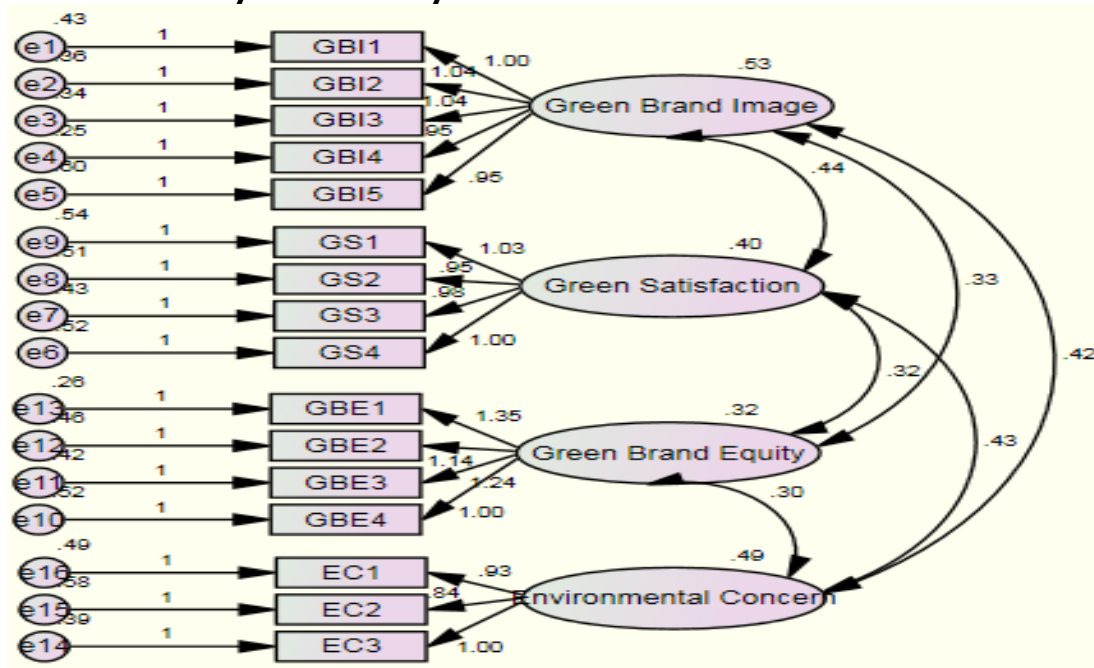 .43
e1 1 GBI1 1.00 .53
.36
e2 1 GBI2 1.04
.34
e3 1 GBI3 1.04 Green Brand Image
.25
e4 1 GBI4 .95 .44
e5 1 GBI5 .95
.54
e9 1 GS1 1.03 .40
.51
e8 1 GS2 .95 Green Satisfaction .33
.43
e7 1 GS3 .98
.52
e6 1 GS4 1.00 .42
.32
.26
e13 1 GBE1 1.35 .32
.46
e12 1 GBE2 1.14 Green Brand Equity .43
.42
e11 1 GBE3 1.24 .30
.52
e10 1 GBE4 1.00
.49
e16 1 EC1 .93 .49
.58
e15 1 EC2 .84 Environmental Concern
.39
e14 1 EC3 1.00